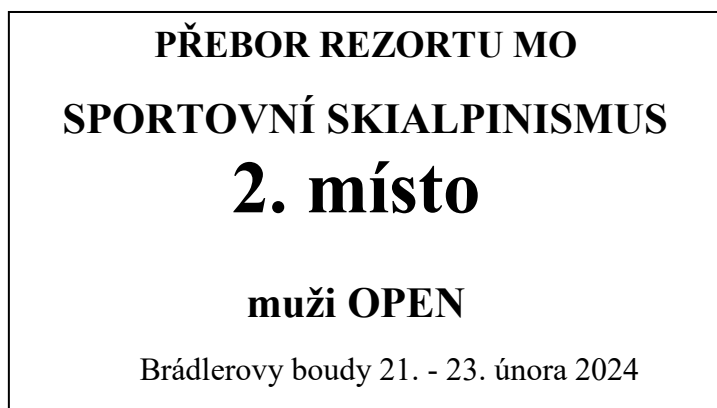 PŘEBOR REZORTU MO
SPORTOVNÍ SKIALPINISMUS
2. místo
muži OPEN
Brádlerovy boudy 21. - 23. února 2024